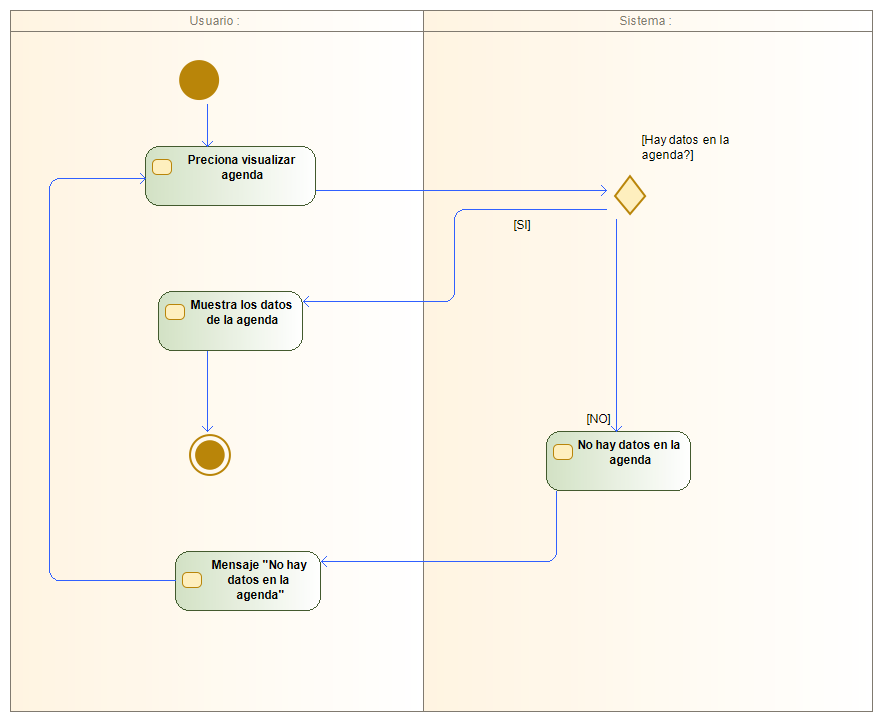 Usuario :
Sistema :
[Hay datos en la
agenda?]
Preciona visualizar
agenda
[SI]
Muestra los datos
de la agenda
[NO]
No hay datos en la
agenda
Mensaje "No hay
datos en la
agenda"